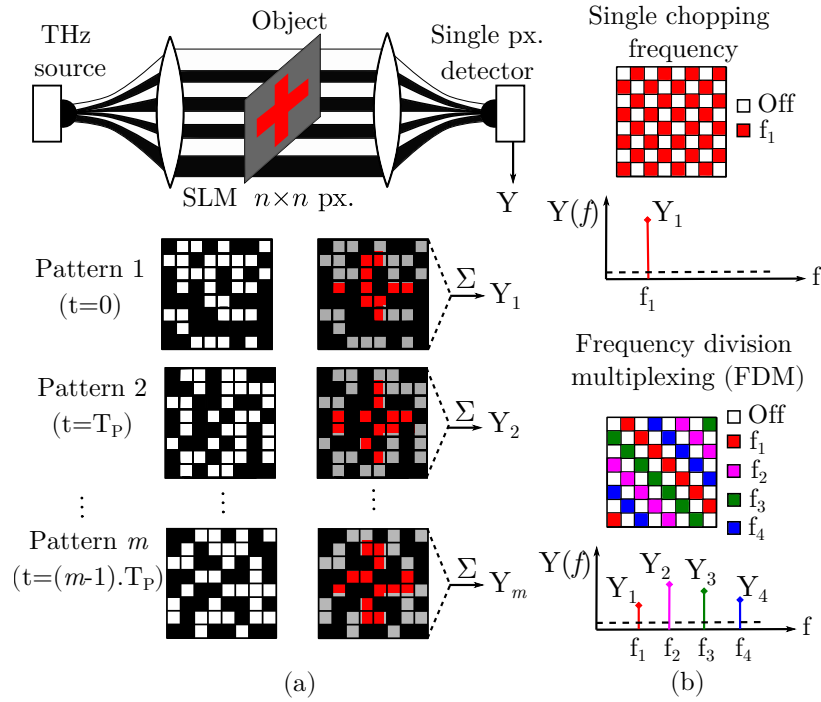 THz
source
Object
Single px.
detector
SLM n×n px.
Y
Pattern 1
(t=0)
Σ
Y₁
Pattern 2
(t=T_P)
Σ
Y₂
⋮
⋮
⋮
Pattern m
(t=(m-1).T_P)
Σ
Yₘ
(a)
Single chopping
frequency
Off
f₁
Y(f)
Y₁
f
f₁
Frequency division
multiplexing (FDM)
Off
f₁
f₂
f₃
f₄
Y(f)
Y₁
Y₂
Y₃
Y₄
f
f₁ f₂ f₃ f₄
(b)